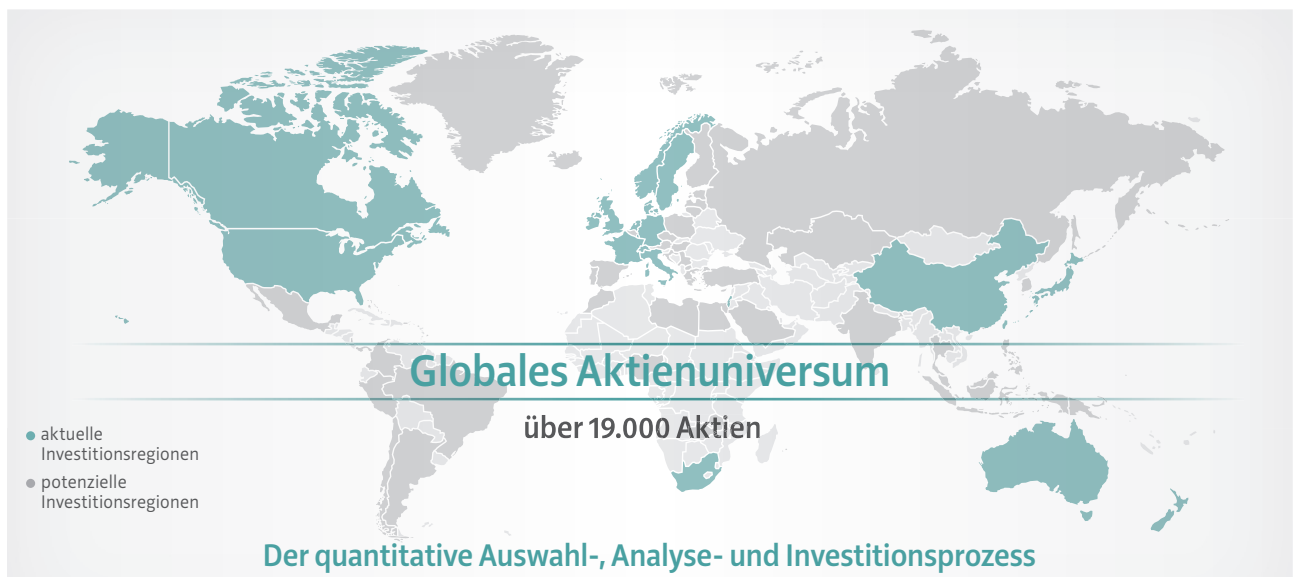 Globales Aktienuniversum
über 19.000 Aktien
aktuelle
Investitionsregionen
potenzielle
Investitionsregionen
Der quantitative Auswahl-, Analyse- und Investitionsprozess